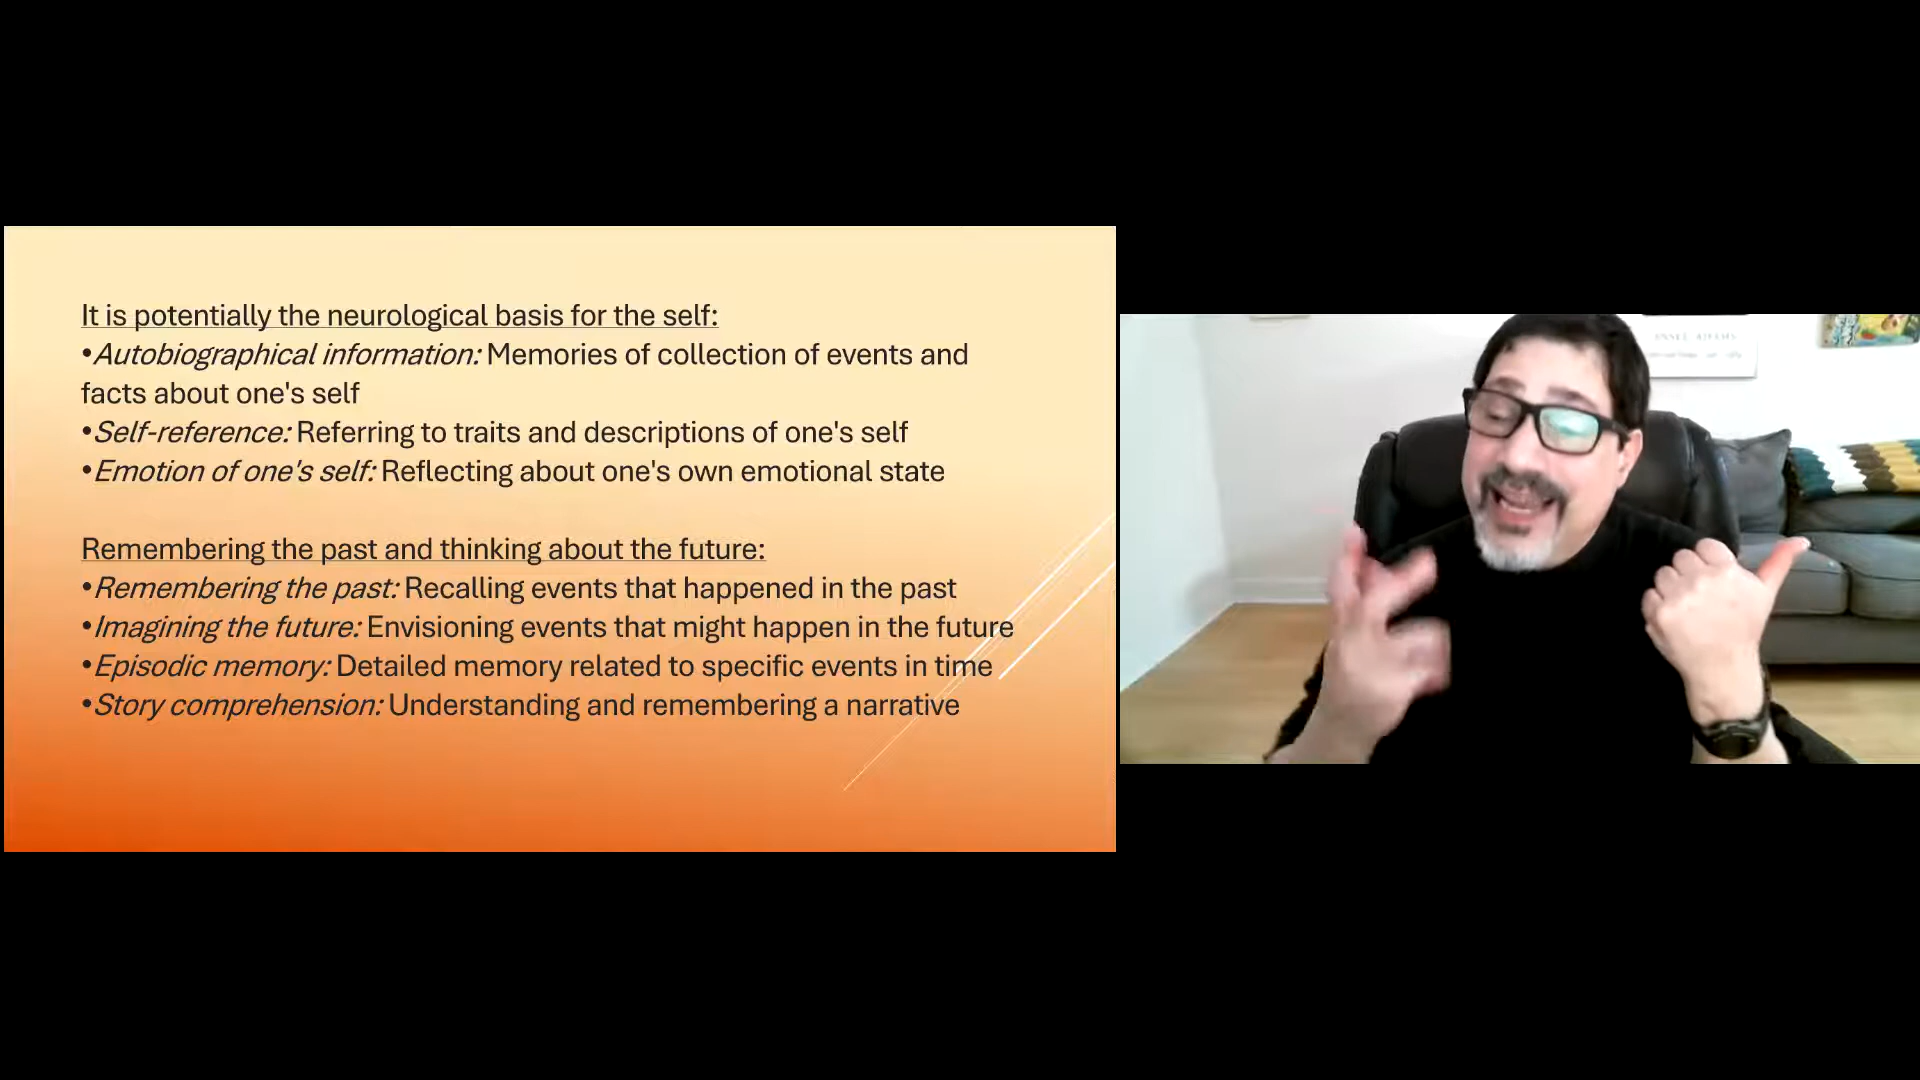 It is potentially the neurological basis for the self:
•Autobiographical information: Memories of collection of events and
facts about one's self
•Self-reference: Referring to traits and descriptions of one's self
•Emotion of one's self: Reflecting about one's own emotional state
Remembering the past and thinking about the future:
•Remembering the past: Recalling events that happened in the past
•Imagining the future: Envisioning events that might happen in the future
•Episodic memory: Detailed memory related to specific events in time
•Story comprehension: Understanding and remembering a narrative
ANSEL ADAMS